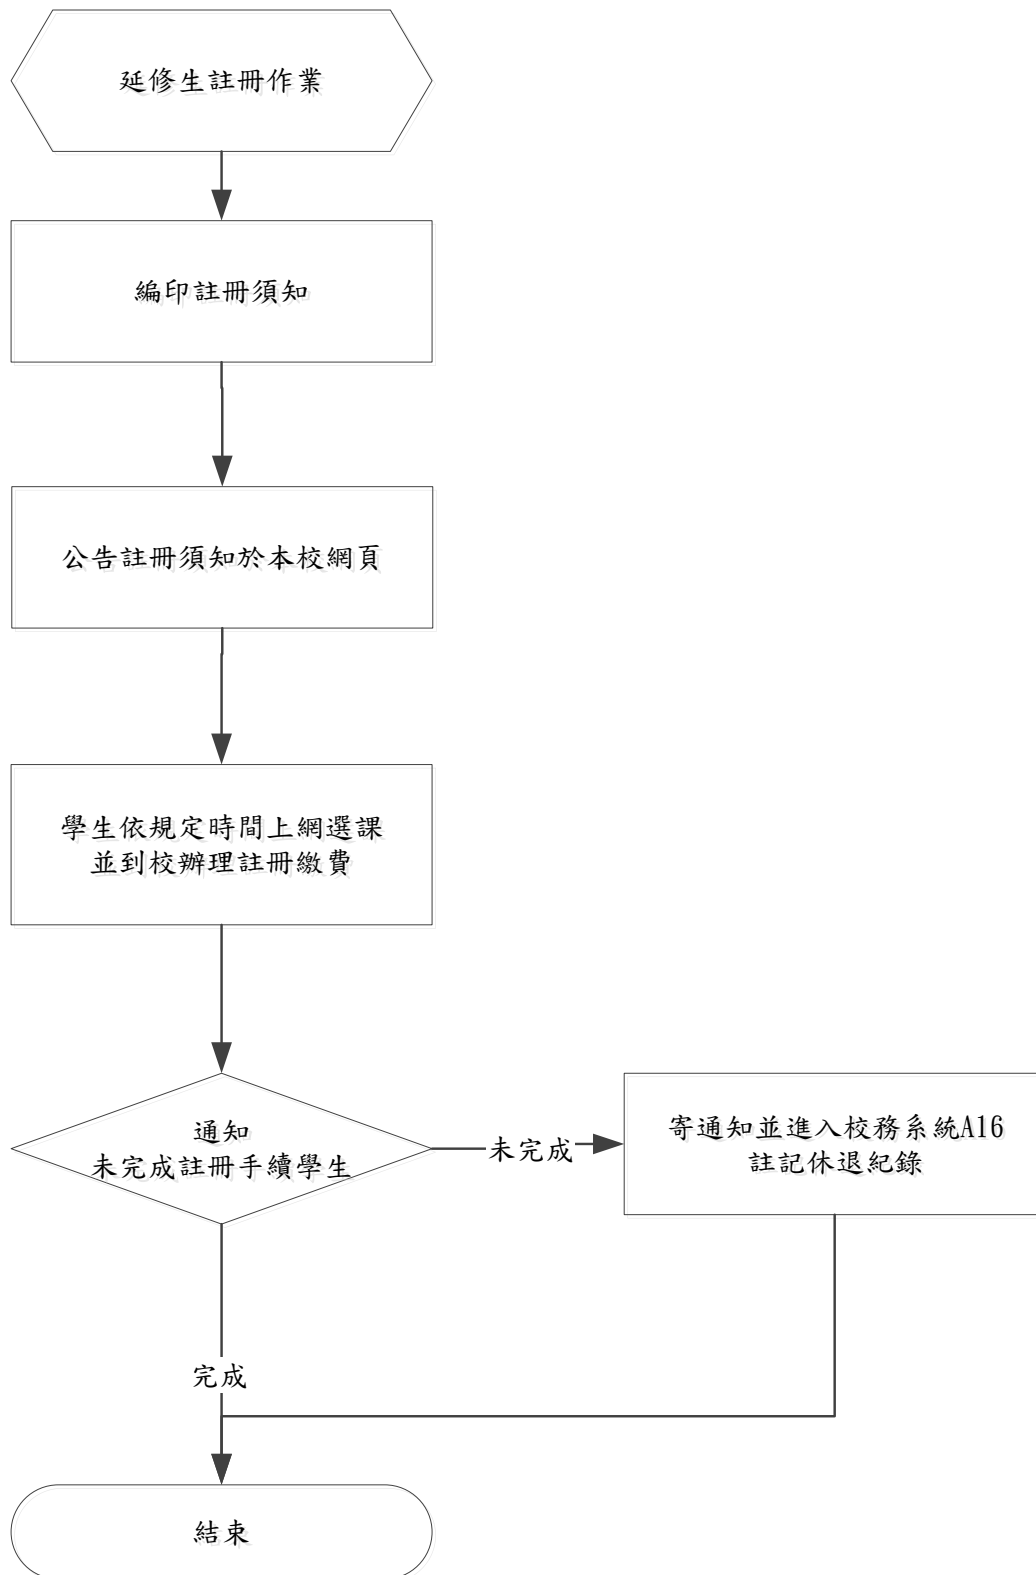 延修生註冊作業
編印註冊須知
公告註冊須知於本校網頁
學生依規定時間上網選課
並到校辦理註冊繳費
通知
未完成註冊手續學生
未完成
寄通知並進入校務系統A16
註記休退紀錄
完成
結束